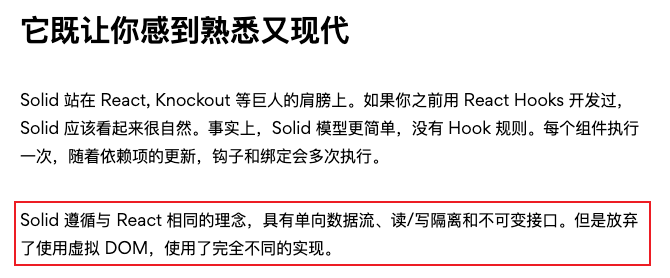 它既让你感到熟悉又现代
Solid 站在 React, Knockout 等巨人的肩膀上。如果你之前用 React Hooks 开发过，
Solid 应该看起来很自然。事实上，Solid 模型更简单，没有 Hook 规则。每个组件执行
一次，随着依赖项的更新，钩子和绑定会多次执行。
Solid 遵循与 React 相同的理念，具有单向数据流、读/写隔离和不可变接口。但是放弃
了使用虚拟 DOM，使用了完全不同的实现。